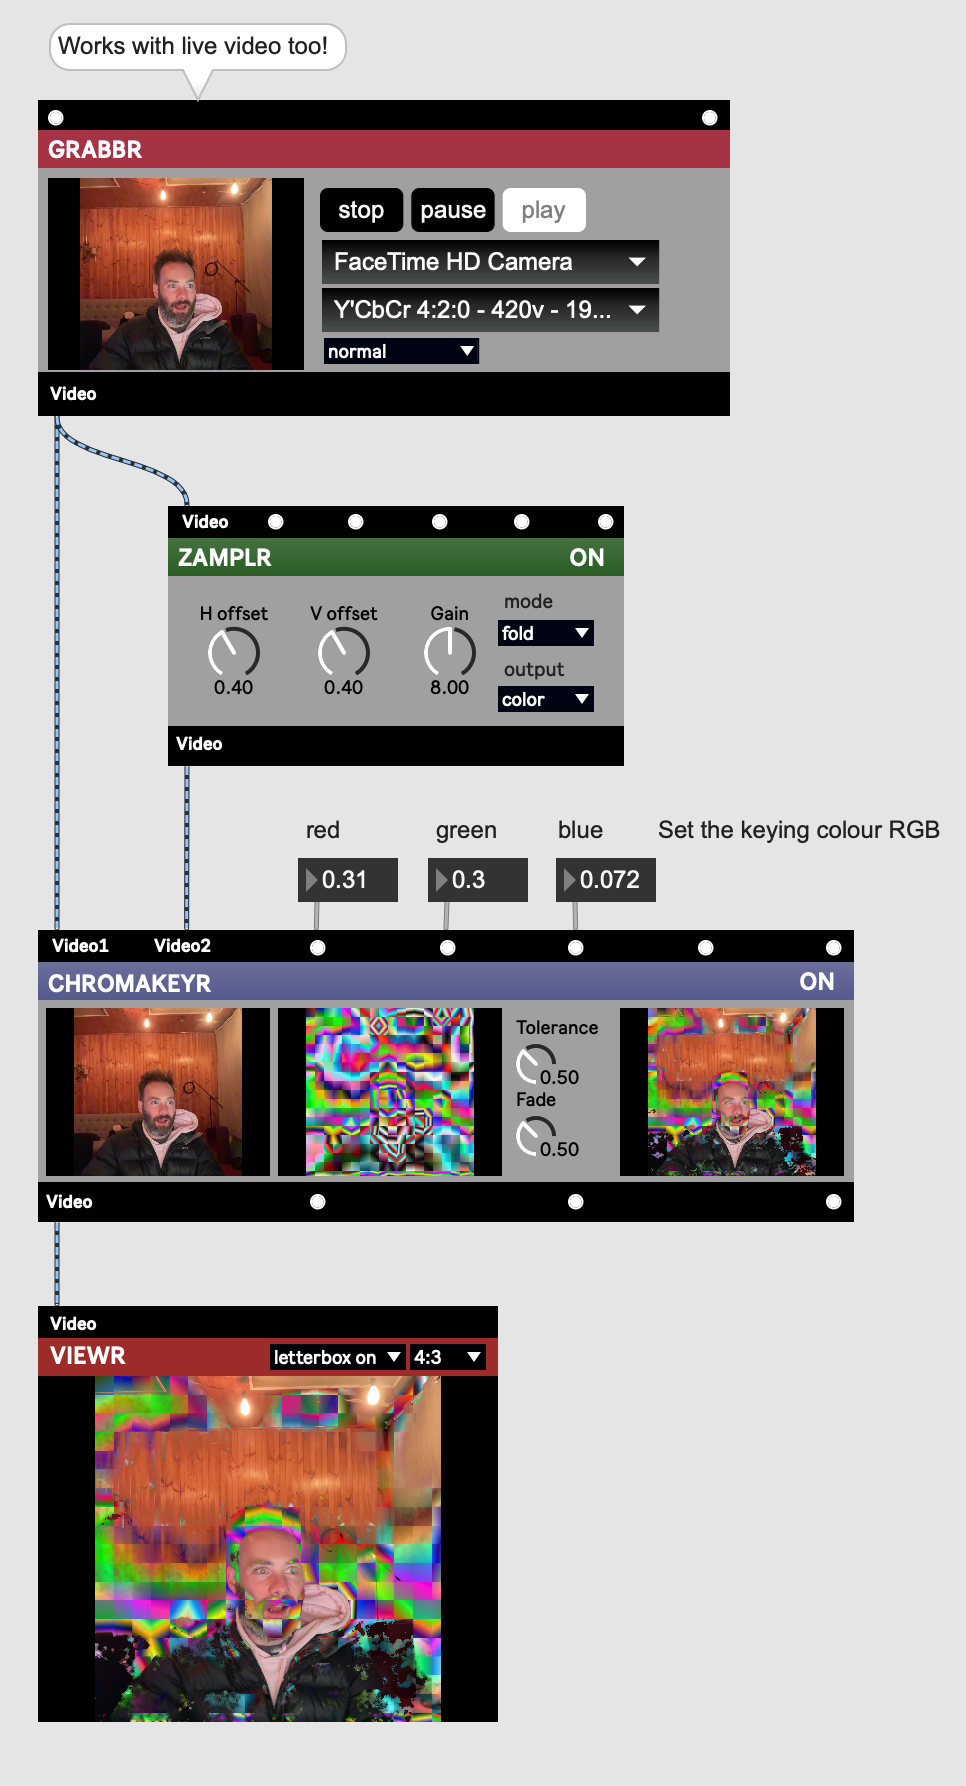 Works with live video too!
GRABBR
stop pause play
FaceTime HD Camera
Y'CbCr 4:2:0 - 420v - 19...
normal
Video
Video
ZAMPLR ON
H offset V offset Gain mode
fold
0.40 0.40 8.00 output
color
Video
red green blue Set the keying colour RGB
0.31 0.3 0.072
Video1 Video2
CHROMAKEYR ON
Tolerance
0.50
Fade
0.50
Video
Video
VIEWR letterbox on 4:3